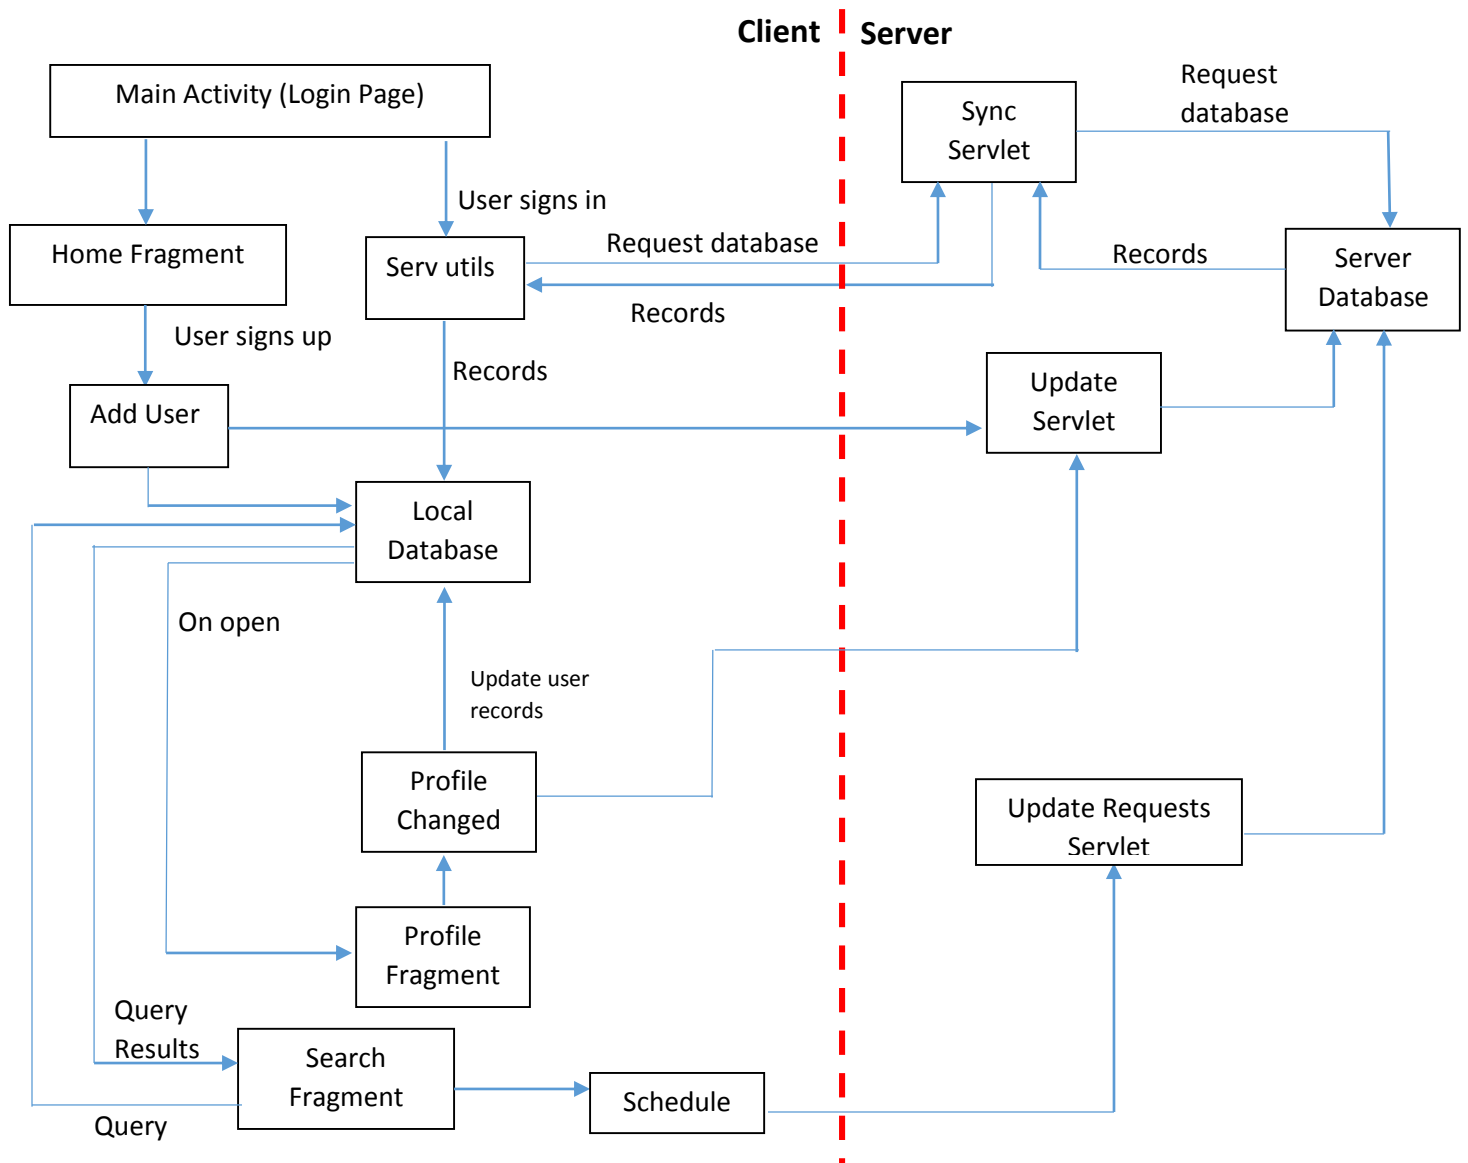 Client
Server
Main Activity (Login Page)
Sync
Servlet
Request
database
User signs in
Home Fragment
Serv utils
Request database
Records
Server
Database
Records
User signs up
Records
Add User
Update
Servlet
Local
Database
On open
Update user
records
Profile
Changed
Update Requests
Servlet
Profile
Fragment
Query
Results
Search
Fragment
Schedule
Query